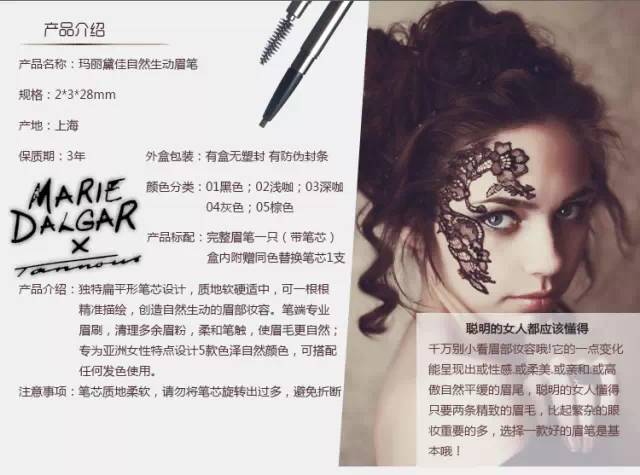 产品介绍
产品名称：玛丽黛佳自然生动眉笔
规格：2*3*28mm
产地：上海
保质期：3年
外盒包装：有盒无塑封 有防伪封条
颜色分类：01黑色；02浅咖；03深咖
04灰色；05棕色
产品标配：完整眉笔一只（带笔芯）
盒内附赠同色替换笔芯1支
MARIE
DALGAR
X
Tannous
产品介绍：独特扁平形笔芯设计，质地软硬适中，可一根根
精准描绘，创造自然生动的眉部妆容。笔端专业
眉刷，清理多余眉粉，柔和笔触，使眉毛更自然；
专为亚洲女性特点设计5款色泽自然颜色，可搭配
任何发色使用。
注意事项：笔芯质地柔软，请勿将笔芯旋转出过多，避免折断
聪明的女人都应该懂得
千万别小看眉部妆容哦!它的一点变化
能呈现出或性感.或柔美.或亲和.或高
傲自然平缓的眉尾，聪明的女人懂得
只要两条精致的眉毛，比起繁杂的眼
妆重要的多，选择一款好的眉笔是基
本哦！